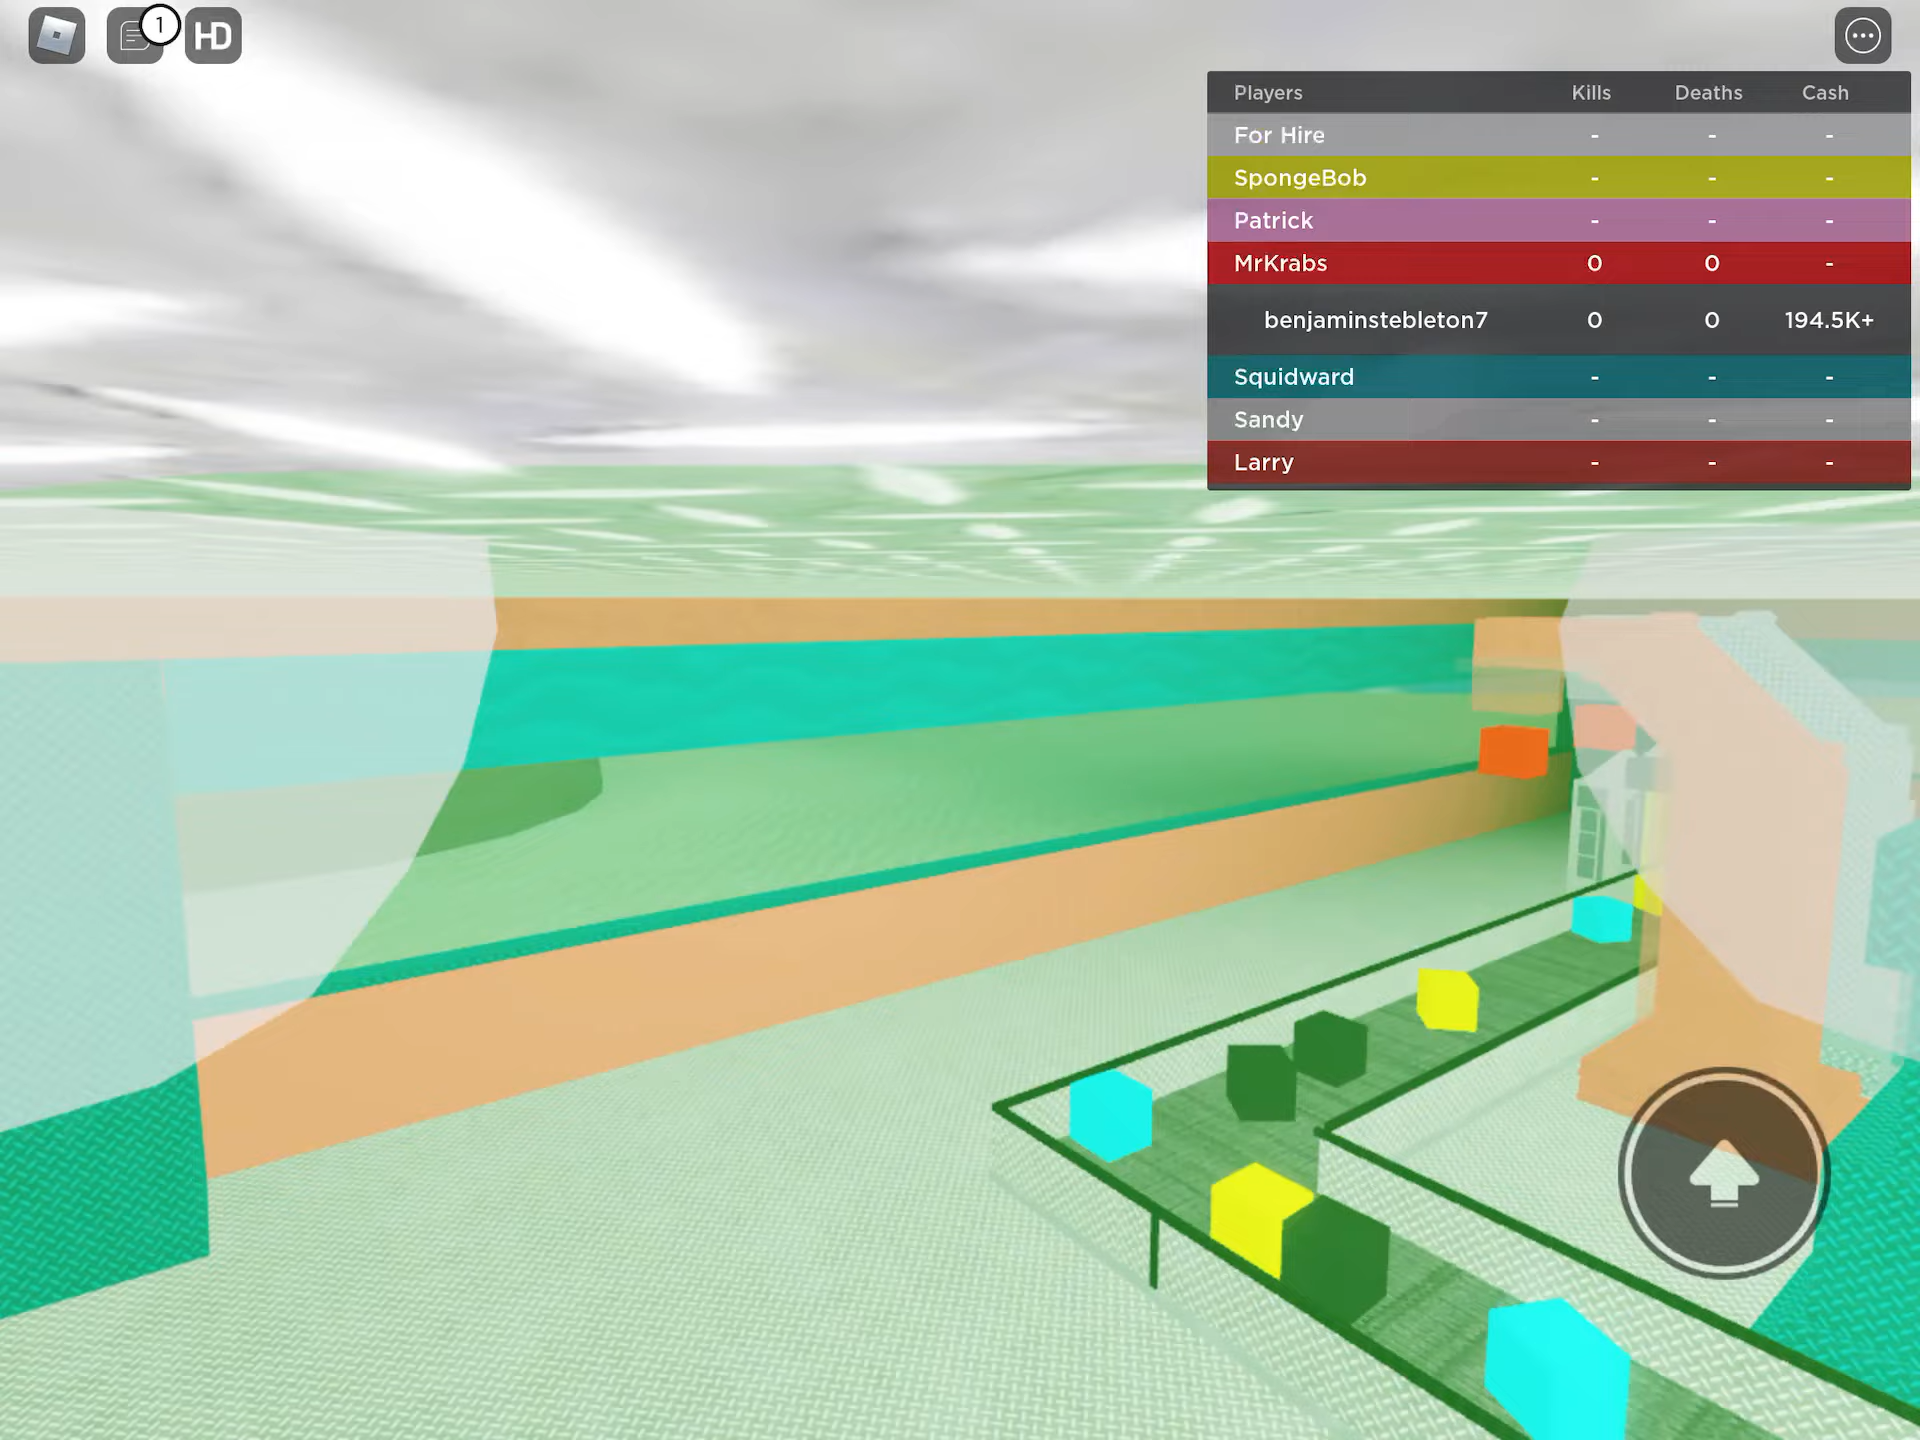 1
HD
Players Kills Deaths Cash
For Hire - - -
SpongeBob - - -
Patrick - - -
MrKrabs 0 0 -
benjaminstebleton7 0 0 194.5K+
Squidward - - -
Sandy - - -
Larry - - -